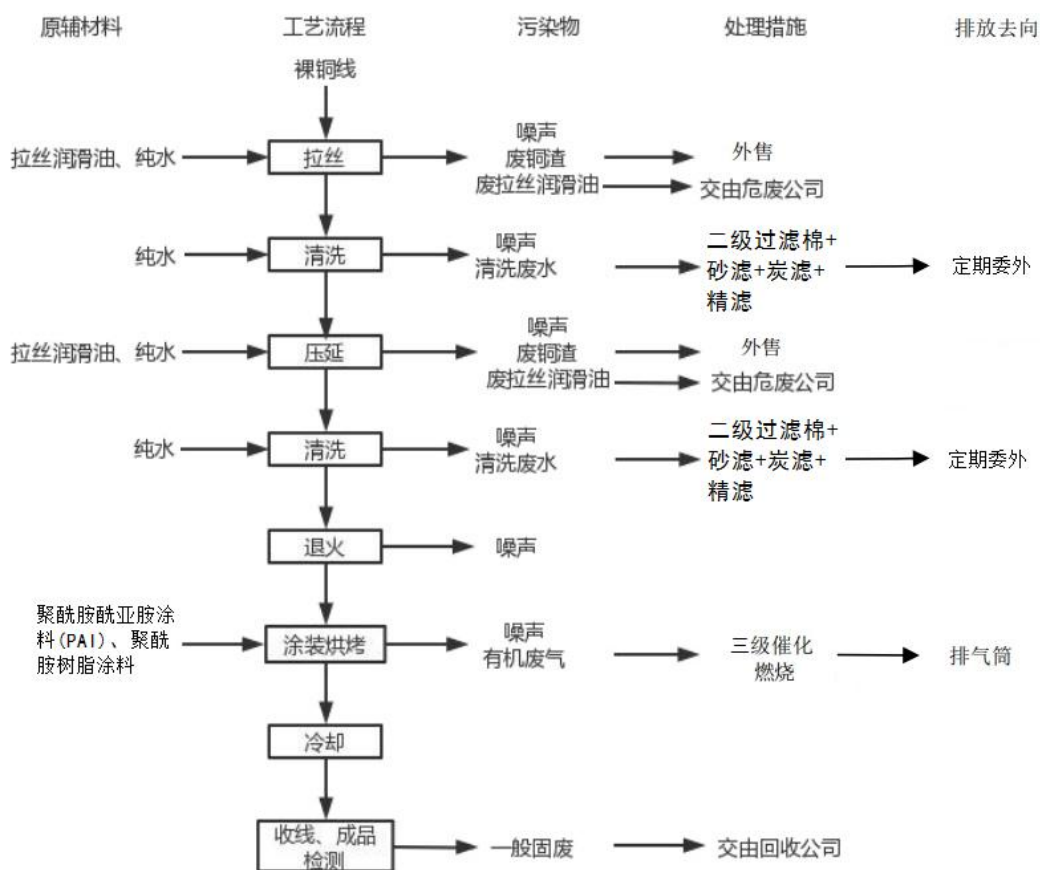 原辅材料
工艺流程
污染物
处理措施
排放去向
裸铜线
拉丝润滑油、纯水
拉丝
噪声
废铜渣
废拉丝润滑油
外售
交由危废公司
纯水
清洗
噪声
清洗废水
二级过滤棉+
砂滤+炭滤+
精滤
定期委外
拉丝润滑油、纯水
压延
噪声
废铜渣
废拉丝润滑油
外售
交由危废公司
纯水
清洗
噪声
清洗废水
二级过滤棉+
砂滤+炭滤+
精滤
定期委外
退火
噪声
聚酰胺酰亚胺涂
料(PAI)、聚酰
胺树脂涂料
涂装烘烤
噪声
有机废气
三级催化
燃烧
排气筒
冷却
收线、成品
检测
一般固废
交由回收公司